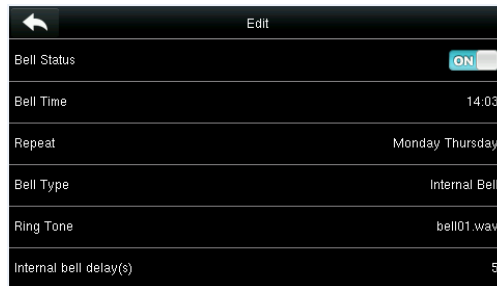 Edit
Bell Status ON
Bell Time 14:03
Repeat Monday Thursday
Bell Type Internal Bell
Ring Tone bell01.wav
Internal bell delay(s) 5